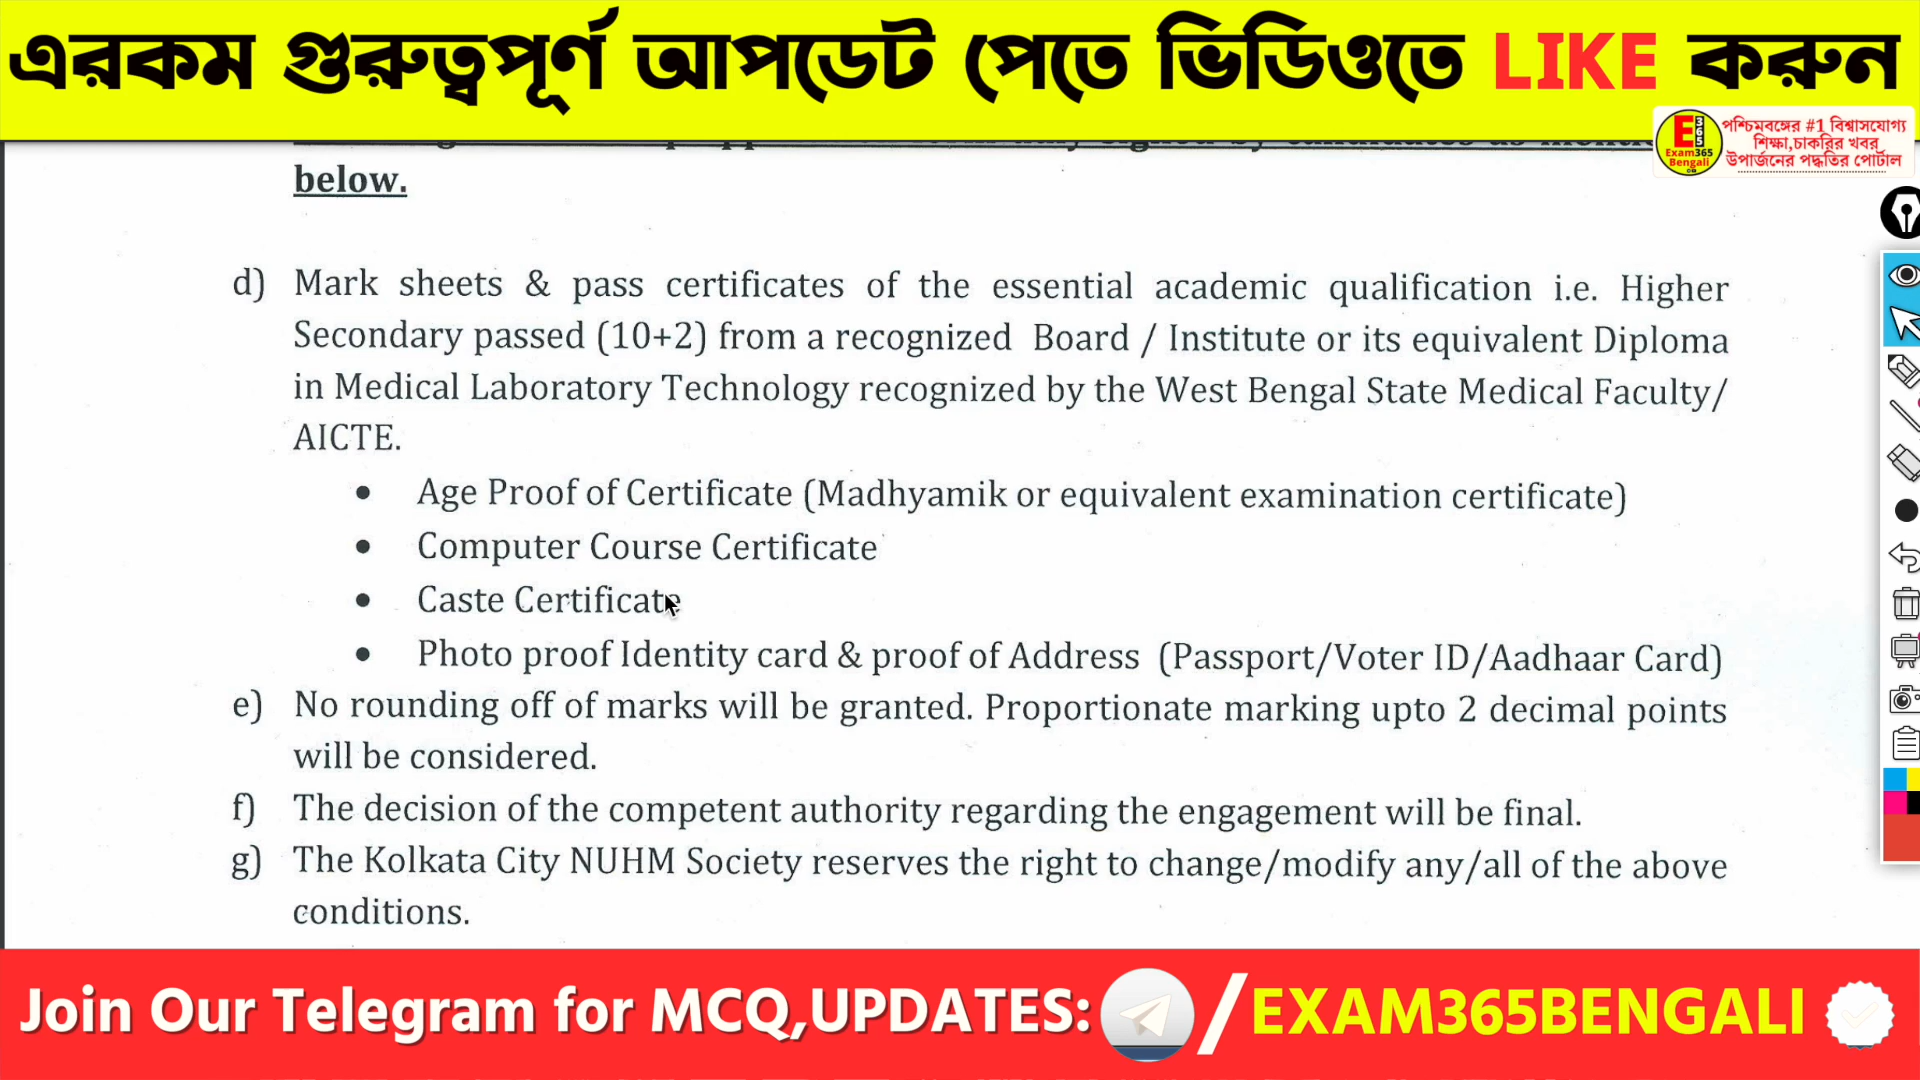 এরকম গুরুত্বপূর্ণ আপডেট পেতে ভিডিওতে LIKE করুন
E
365
Exam365
Bengali
পশ্চিমবঙ্গের #1 বিশ্বাসযোগ্য
শিক্ষা,চাকরির খবর
উপার্জনের পদ্ধতির পোর্টাল
below.
d) Mark sheets & pass certificates of the essential academic qualification i.e. Higher
Secondary passed (10+2) from a recognized Board / Institute or its equivalent Diploma
in Medical Laboratory Technology recognized by the West Bengal State Medical Faculty/
AICTE.
• Age Proof of Certificate (Madhyamik or equivalent examination certificate)
• Computer Course Certificate
• Caste Certificate
• Photo proof Identity card & proof of Address (Passport/Voter ID/Aadhaar Card)
e) No rounding off of marks will be granted. Proportionate marking upto 2 decimal points
will be considered.
f) The decision of the competent authority regarding the engagement will be final.
g) The Kolkata City NUHM Society reserves the right to change/modify any/all of the above
conditions.
Join Our Telegram for MCQ,UPDATES: /EXAM365BENGALI